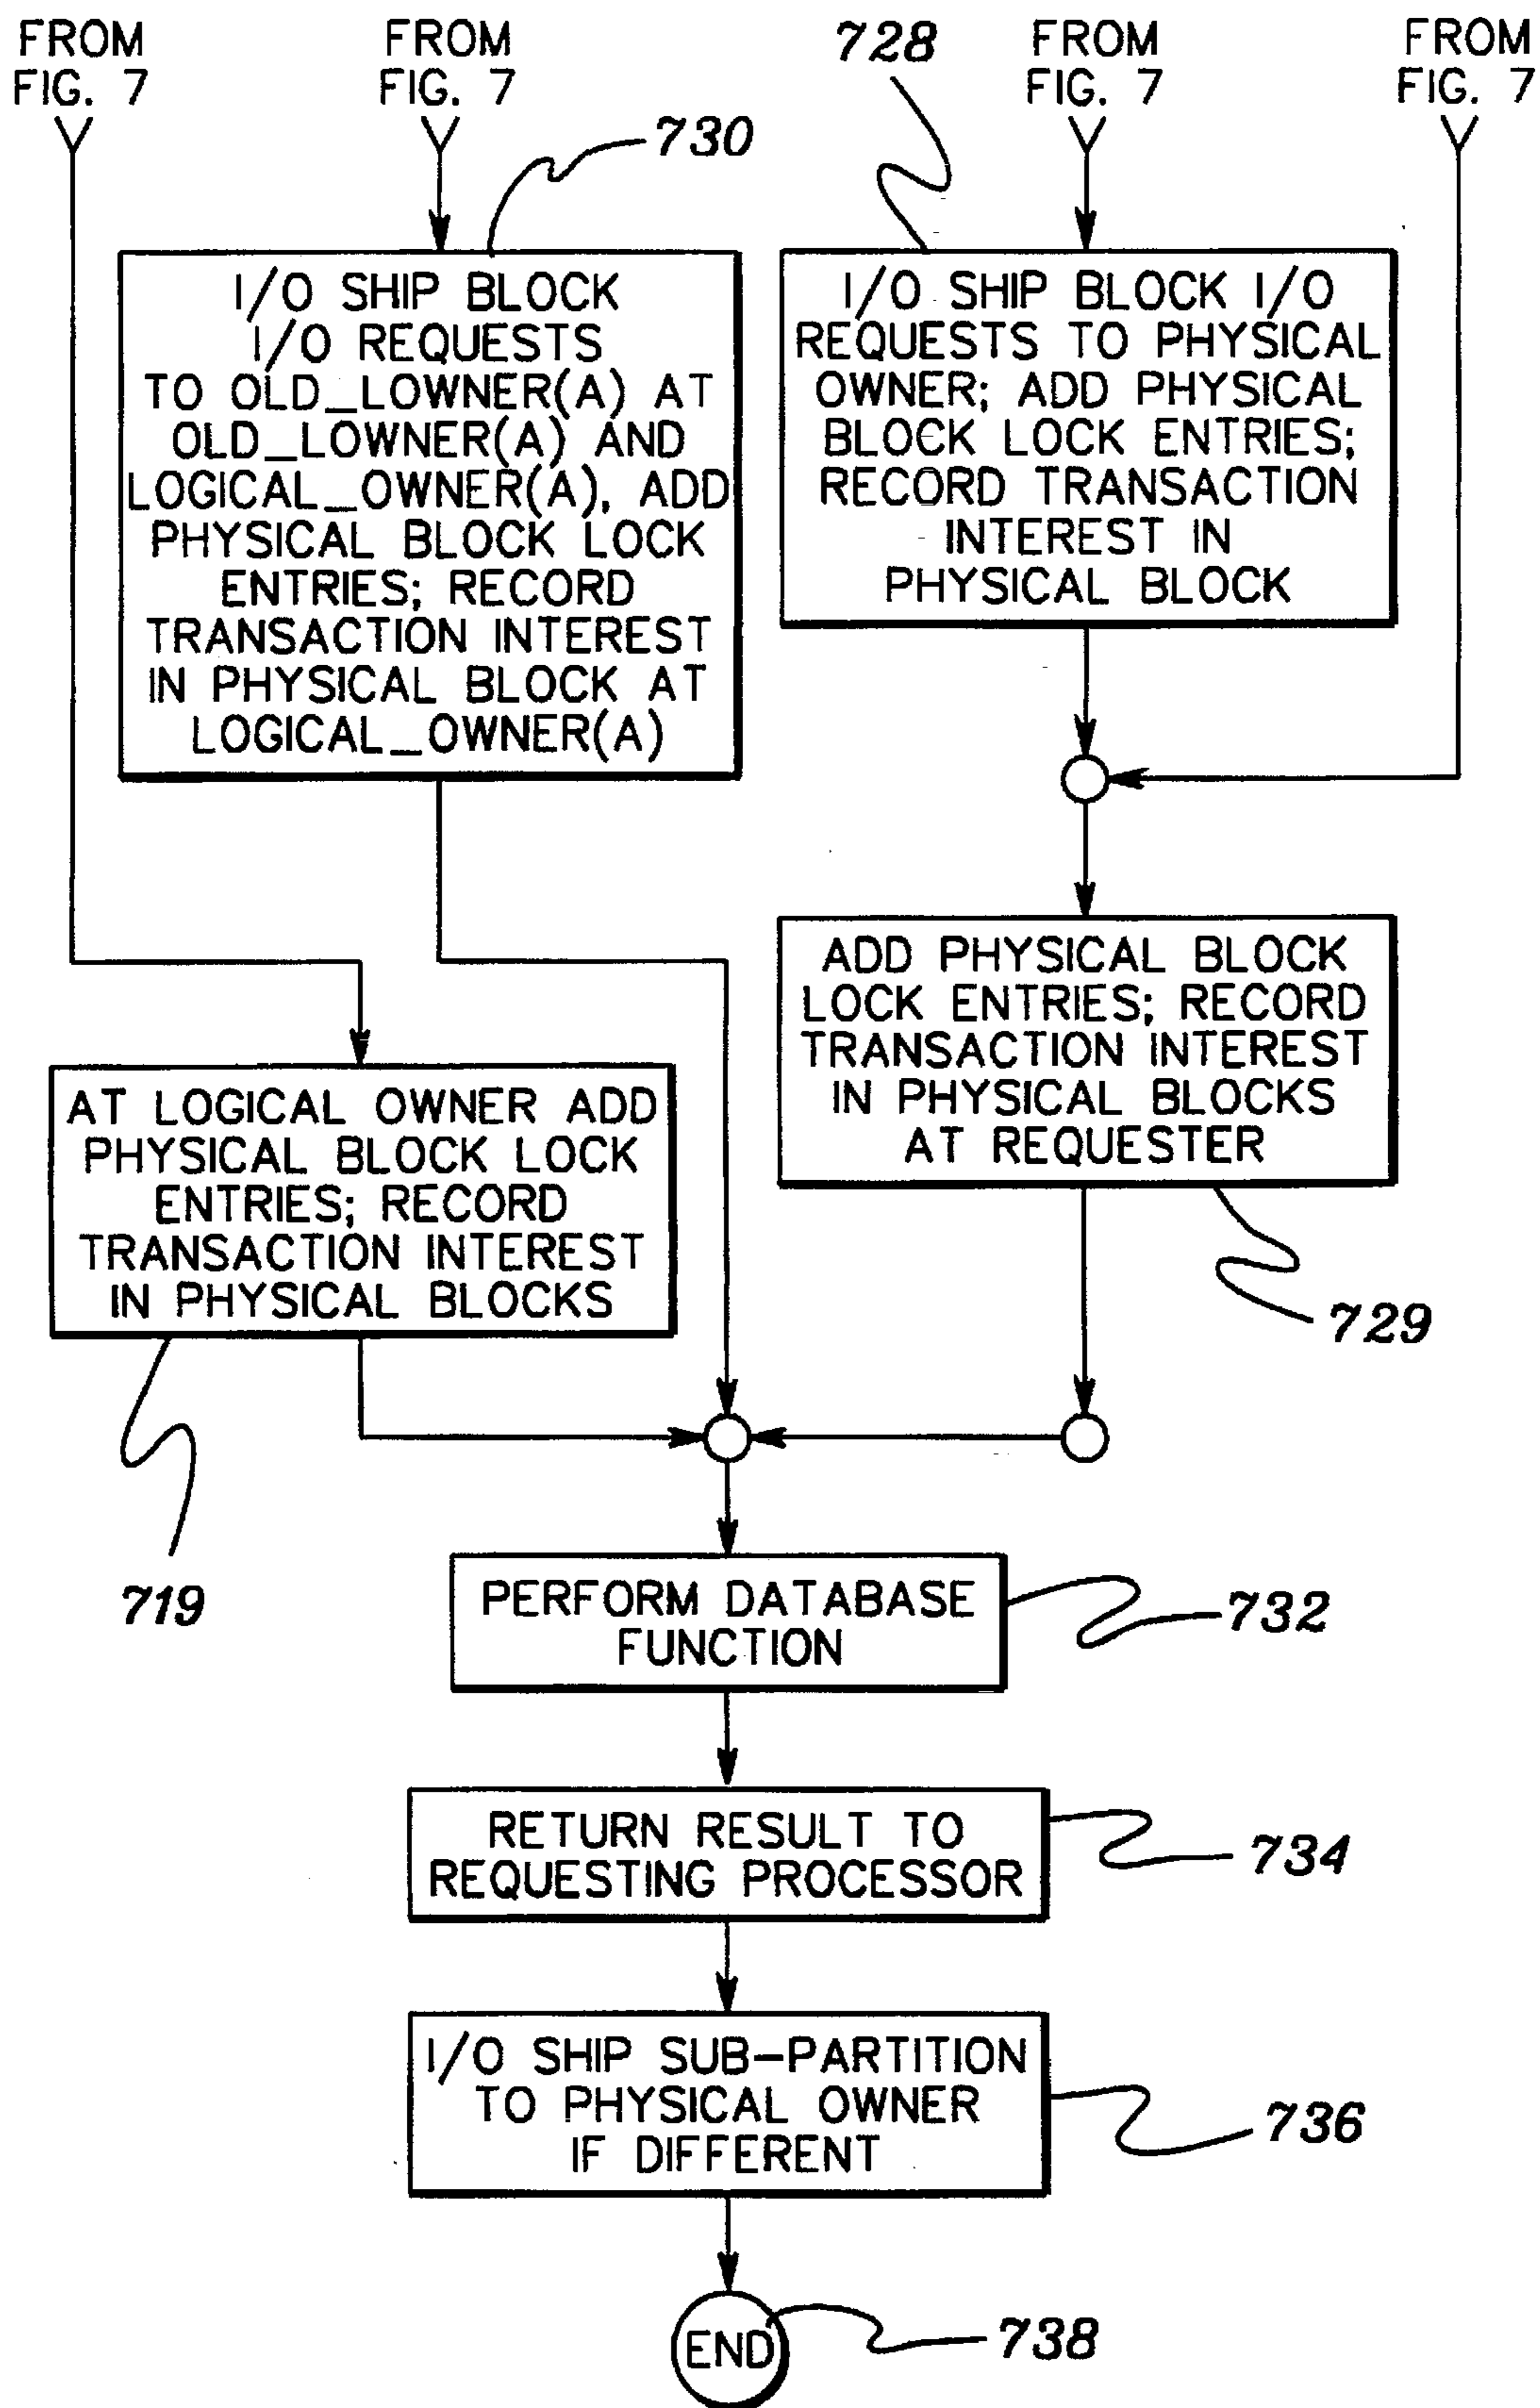 FROM
FIG. 7
FROM
FIG. 7
728
FROM
FIG. 7
FROM
FIG. 7
730
I/O SHIP BLOCK
I/O REQUESTS
TO OLD_LOWNER(A) AT
OLD_LOWNER(A) AND
LOGICAL_OWNER(A), ADD
PHYSICAL BLOCK LOCK
ENTRIES; RECORD
TRANSACTION INTEREST
IN PHYSICAL BLOCK AT
LOGICAL_OWNER(A)
I/O SHIP BLOCK I/O
REQUESTS TO PHYSICAL
OWNER; ADD PHYSICAL
BLOCK LOCK ENTRIES;
RECORD TRANSACTION
INTEREST IN
PHYSICAL BLOCK
ADD PHYSICAL BLOCK
LOCK ENTRIES; RECORD
TRANSACTION INTEREST
IN PHYSICAL BLOCKS
AT REQUESTER
729
AT LOGICAL OWNER ADD
PHYSICAL BLOCK LOCK
ENTRIES; RECORD
TRANSACTION INTEREST
IN PHYSICAL BLOCKS
719
PERFORM DATABASE
FUNCTION
732
RETURN RESULT TO
REQUESTING PROCESSOR
734
I/O SHIP SUB-PARTITION
TO PHYSICAL OWNER
IF DIFFERENT
736
END
738